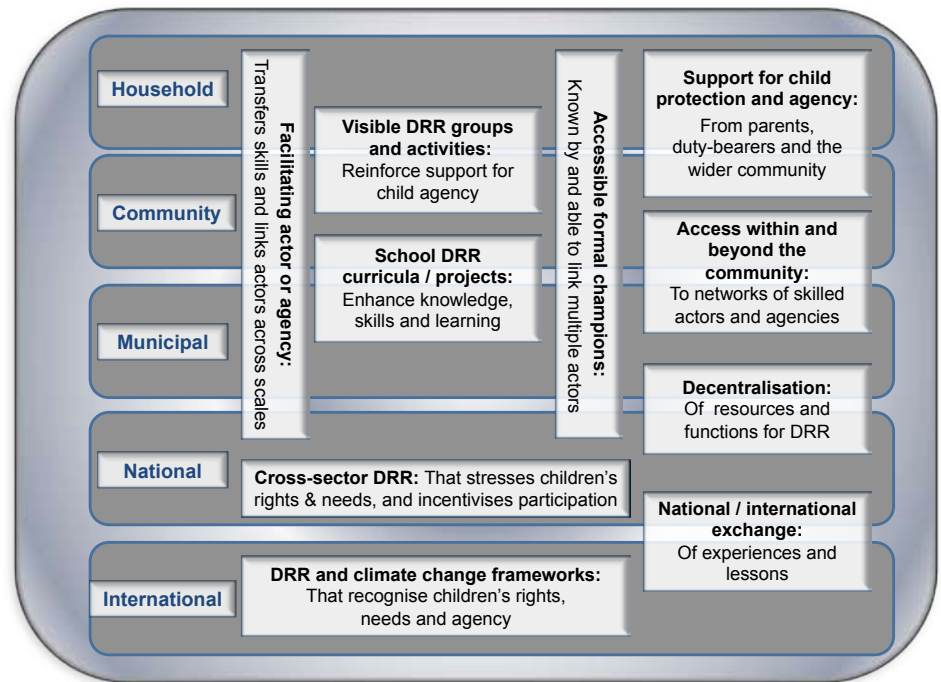 Household
Community
Municipal
National
International
Facilitating actor or agency:
Transfers skills and links actors across scales
Visible DRR groups
and activities:
Reinforce support for
child agency
School DRR
curricula / projects:
Enhance knowledge,
skills and learning
Accessible formal champions:
Known by and able to link multiple actors
Support for child
protection and agency:
From parents,
duty-bearers and the
wider community
Access within and
beyond the
community:
To networks of skilled
actors and agencies
Decentralisation:
Of resources and
functions for DRR
Cross-sector DRR: That stresses children’s
rights & needs, and incentivises participation
National / international
exchange:
Of experiences and
lessons
DRR and climate change frameworks:
That recognise children’s rights,
needs and agency